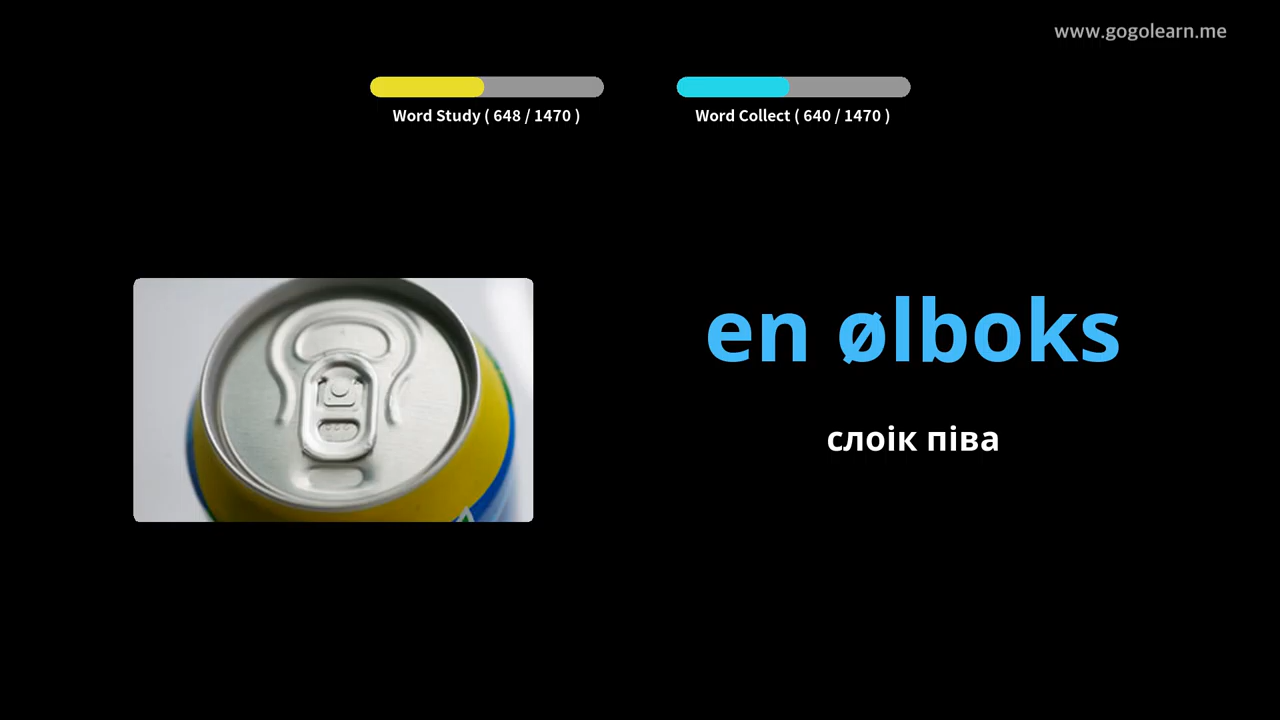 www.gogolearn.me
Word Study ( 648 / 1470 )
Word Collect ( 640 / 1470 )
en ølboks
слоік піва